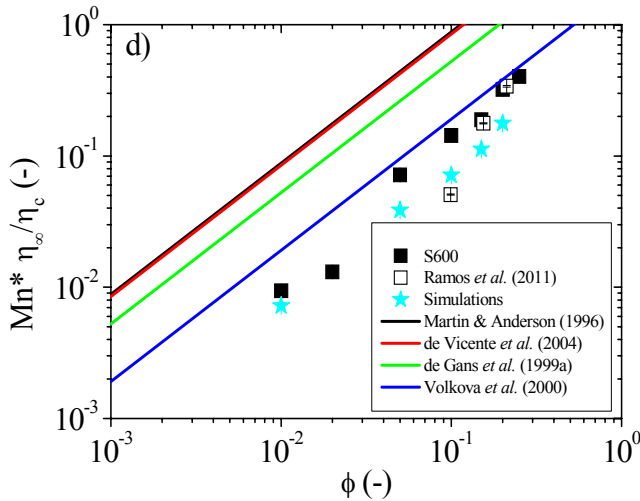 d)
10^0
10^-1
10^-2
10^-3
Mn* η∞/ηc (-)
S600
Ramos et al. (2011)
Simulations
Martin & Anderson (1996)
de Vicente et al. (2004)
de Gans et al. (1999a)
Volkova et al. (2000)
10^-3 10^-2 10^-1 10^0
ϕ (-)